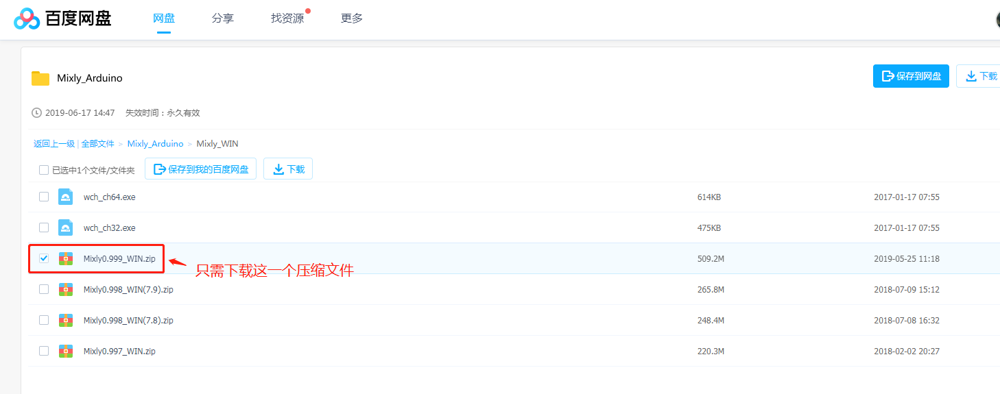 百度网盘 网盘 分享 找资源 更多
Mixly_Arduino 保存到网盘 下载
2019-06-17 14:47 失效时间：永久有效
返回上一级 | 全部文件 > Mixly_Arduino > Mixly_WIN
已选中1个文件/文件夹 保存到我的百度网盘 下载
wch_ch64.exe 614KB 2017-01-17 07:55
wch_ch32.exe 475KB 2017-01-17 07:55
Mixly0.999_WIN.zip 509.2M 2019-05-25 11:18
只需下载这一个压缩文件
Mixly0.998_WIN(7.9).zip 265.8M 2018-07-09 15:12
Mixly0.998_WIN(7.8).zip 248.4M 2018-07-08 16:32
Mixly0.997_WIN.zip 220.3M 2018-02-02 20:27